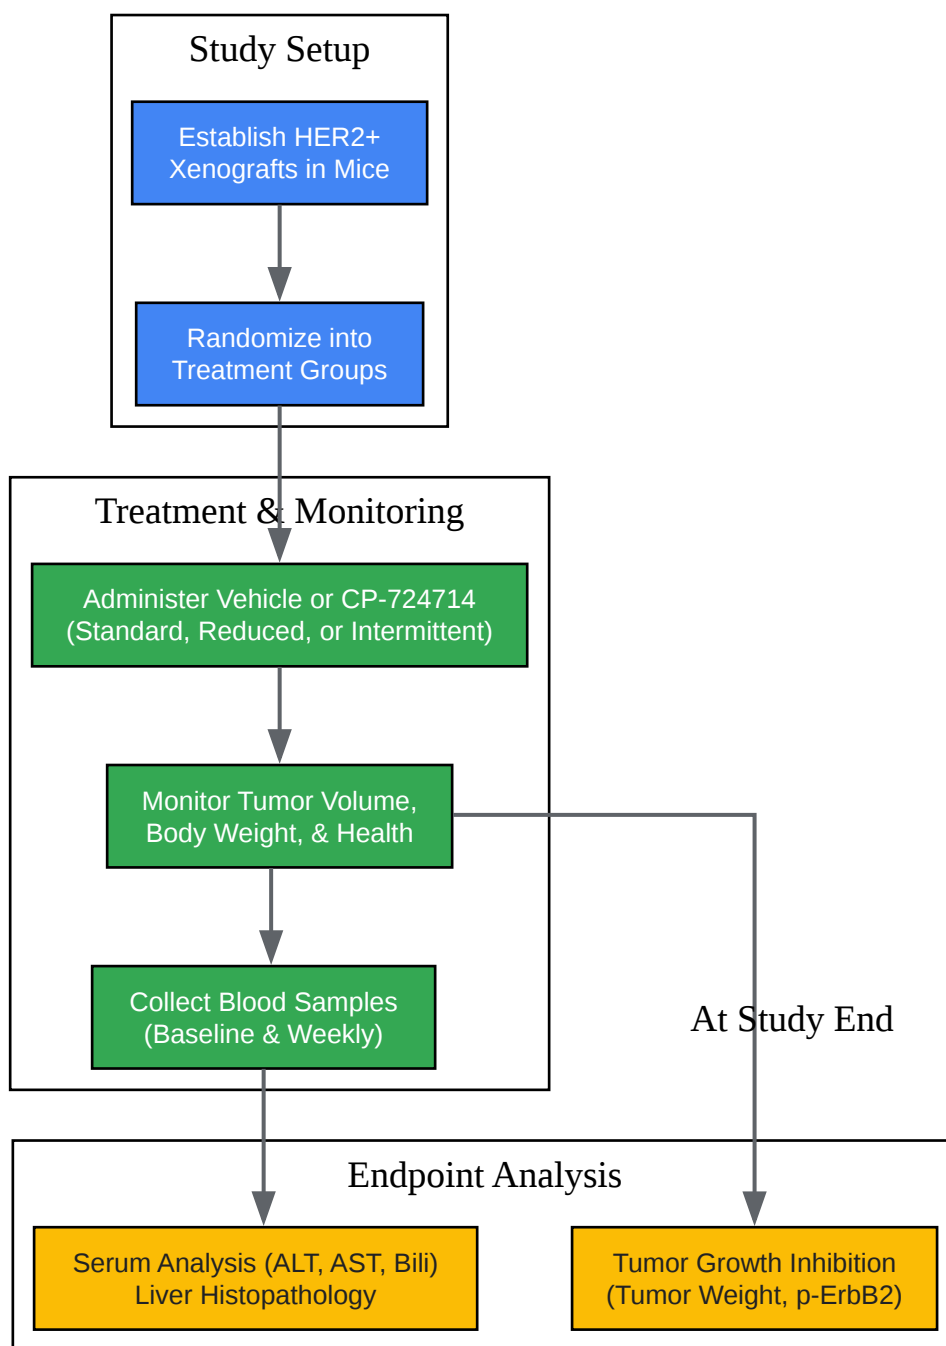 Study Setup
Establish HER2+
Xenografts in Mice
Randomize into
Treatment Groups
Treatment & Monitoring
Administer Vehicle or CP-724714
(Standard, Reduced, or Intermittent)
Monitor Tumor Volume,
Body Weight, & Health
Collect Blood Samples
(Baseline & Weekly)
At Study End
Endpoint Analysis
Serum Analysis (ALT, AST, Bili)
Liver Histopathology
Tumor Growth Inhibition
(Tumor Weight, p-ErbB2)